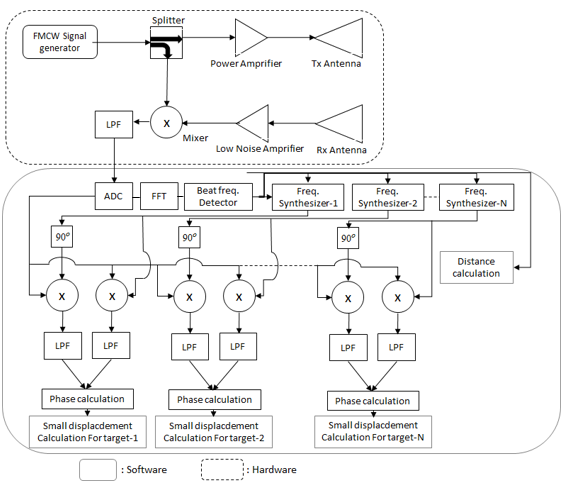 Splitter
FMCW Signal
generator
Power Amprifier
Tx Antenna
LPF
X
Mixer
Low Noise Amprifier
Rx Antenna
ADC
FFT
Beat freq.
Detector
Freq.
Synthesizer-1
Freq.
Synthesizer-2
Freq.
Synthesizer-N
90°
90°
90°
Distance
calculation
X
X
X
X
X
X
LPF
LPF
LPF
LPF
LPF
LPF
Phase calculation
Phase calculation
Phase calculation
Small displacdement
Calculation For target-1
Small displacdement
Calculation For target-2
Small displacdement
Calculation For target-N
: Software
: Hardware